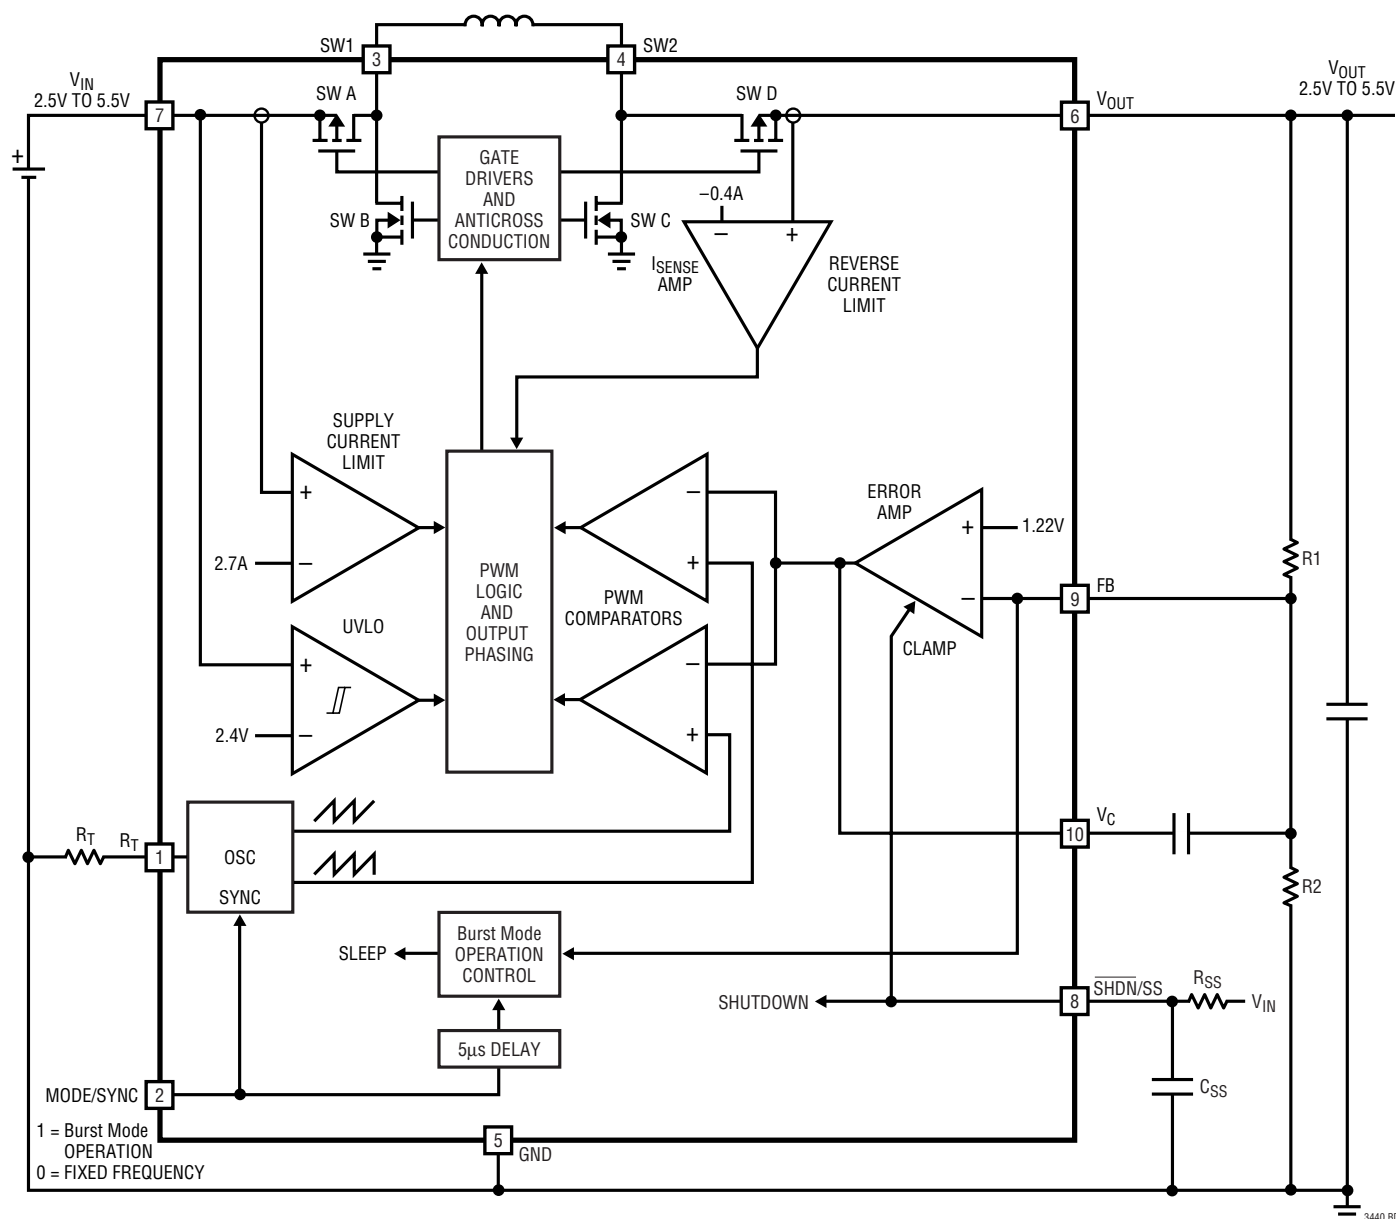 SW1
3
4
SW2
V_IN
2.5V TO 5.5V
7
SW A
SW D
V_OUT
6
V_OUT
2.5V TO 5.5V
+
GATE
DRIVERS
AND
ANTICROSS
CONDUCTION
SW B
SW C
–0.4A
–
+
I_SENSE
AMP
REVERSE
CURRENT
LIMIT
SUPPLY
CURRENT
LIMIT
+
2.7A
–
PWM
LOGIC
AND
OUTPUT
PHASING
–
+
PWM
COMPARATORS
ERROR
AMP
+
1.22V
–
CLAMP
9
FB
R1
UVLO
+
2.4V
–
–
+
R_T
R_T
1
OSC
SYNC
10
V_C
R2
SLEEP
Burst Mode
OPERATION
CONTROL
SHUTDOWN
8
SHDN/SS
R_SS
V_IN
5µs DELAY
C_SS
MODE/SYNC
2
1 = Burst Mode
OPERATION
0 = FIXED FREQUENCY
5
GND